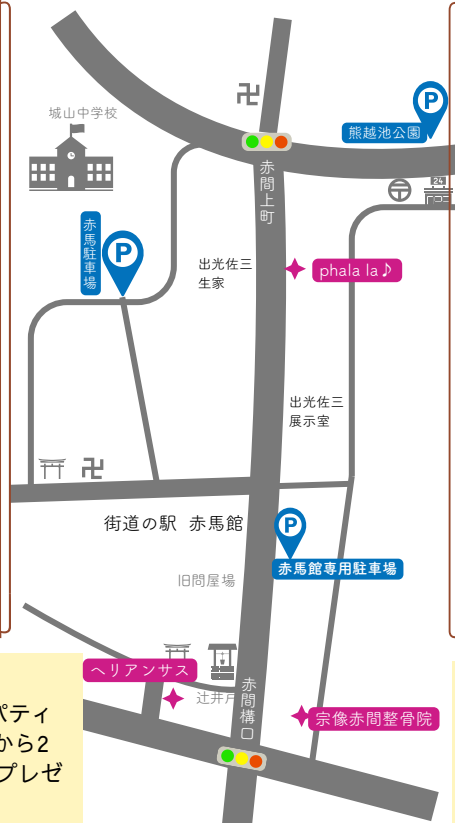 城山中学校
P
熊越池公園
24
赤間上町
赤馬駐車場
P
出光佐三
生家
phala la♪
出光佐三
展示室
街道の駅 赤馬館
P
赤馬館専用駐車場
旧問屋場
ヘリアンサス
辻井戸
赤間構口
宗像赤間整骨院
パティ
から2
プレゼ